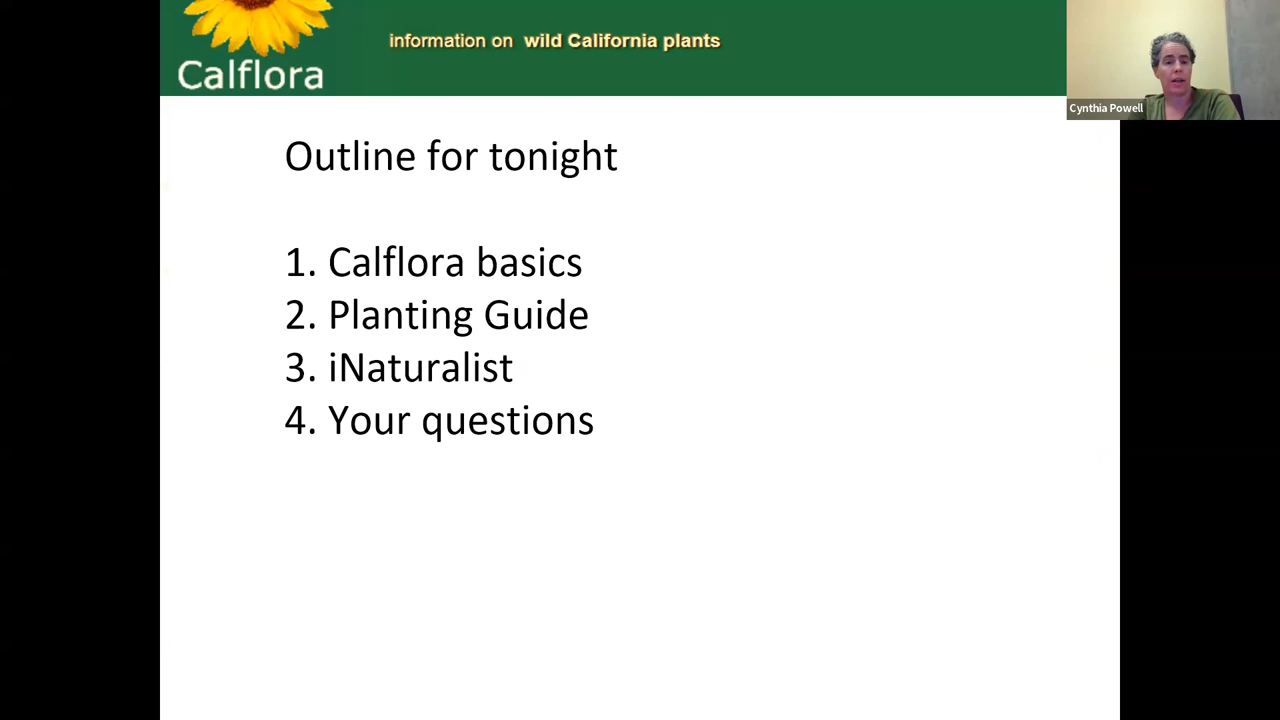 information on wild California plants
Calflora
Cynthia Powell
Outline for tonight
1. Calflora basics
2. Planting Guide
3. iNaturalist
4. Your questions